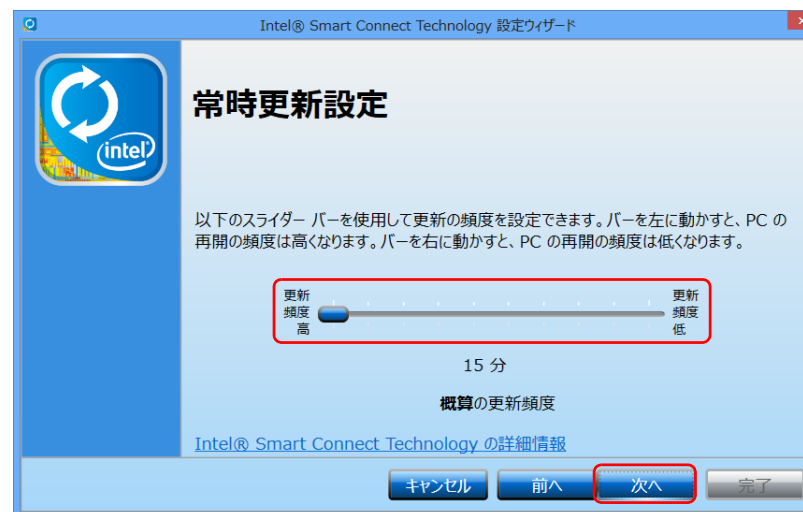 Intel® Smart Connect Technology 設定ウィザード
intel
常時更新設定
以下のスライダー バーを使用して更新の頻度を設定できます。バーを左に動かすと、PC の
再開の頻度は高くなります。バーを右に動かすと、PC の再開の頻度は低くなります。
更新
頻度
高
更新
頻度
低
15 分
概算の更新頻度
Intel® Smart Connect Technology の詳細情報
キャンセル
前へ
次へ
完了